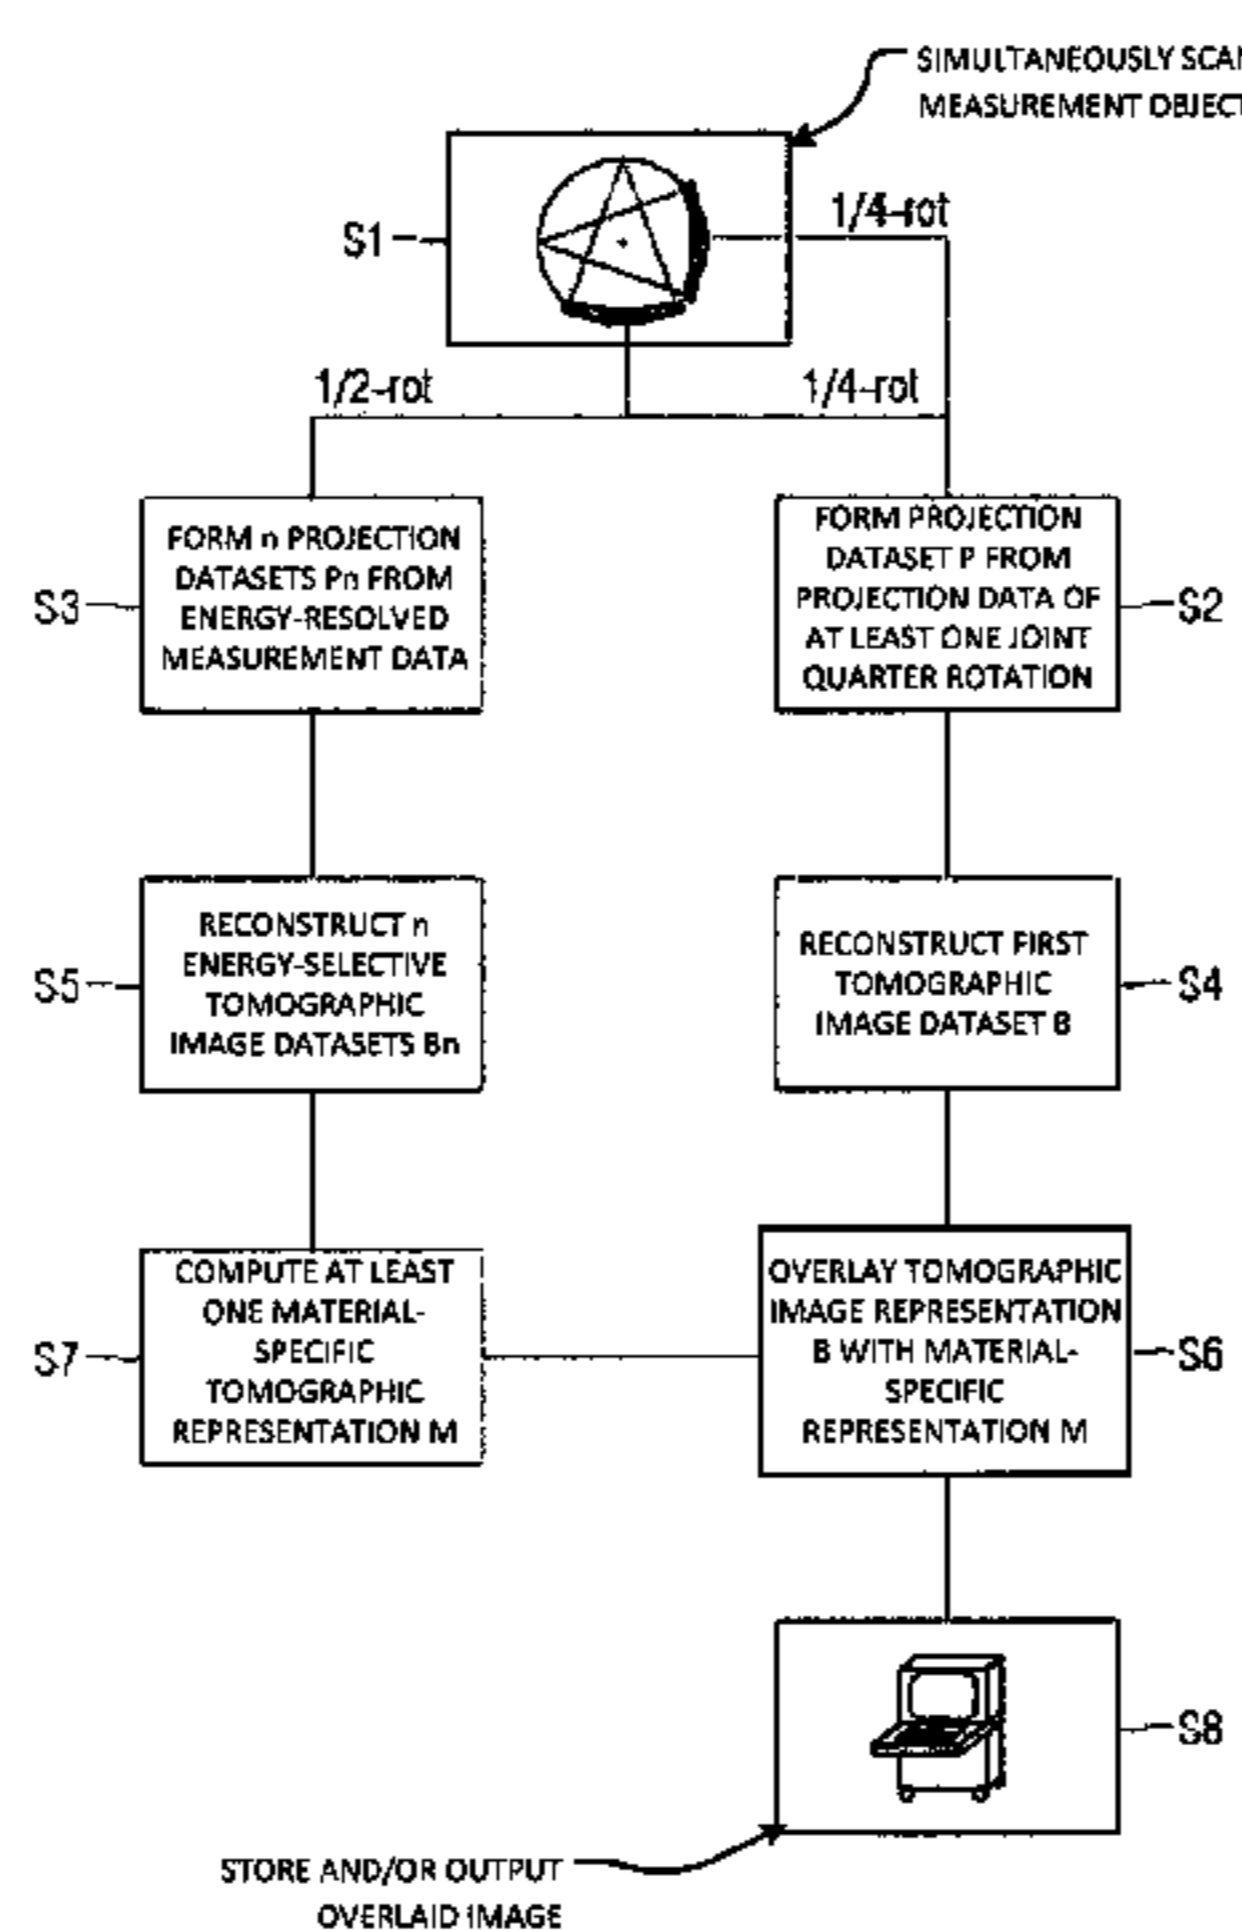 SIMULTANEOUSLY SCAN
MEASUREMENT OBJECT
S1
1/4-rot
1/2-rot
1/4-rot
S3
FORM n PROJECTION
DATASETS Pn FROM
ENERGY-RESOLVED
MEASUREMENT DATA
FORM PROJECTION
DATASET P FROM
PROJECTION DATA OF
AT LEAST ONE JOINT
QUARTER ROTATION
S2
S5
RECONSTRUCT n
ENERGY-SELECTIVE
TOMOGRAPHIC
IMAGE DATASETS Bn
RECONSTRUCT FIRST
TOMOGRAPHIC
IMAGE DATASET B
S4
S7
COMPUTE AT LEAST
ONE MATERIAL-
SPECIFIC
TOMOGRAPHIC
REPRESENTATION M
OVERLAY TOMOGRAPHIC
IMAGE REPRESENTATION
B WITH MATERIAL-
SPECIFIC
REPRESENTATION M
S6
S8
STORE AND/OR OUTPUT
OVERLAID IMAGE